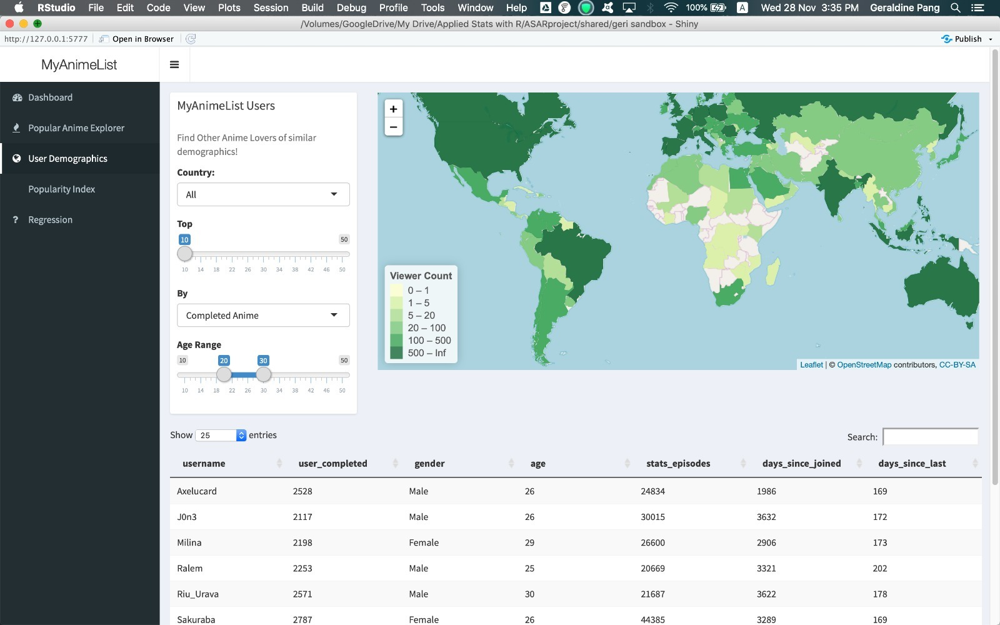 RStudio File Edit Code View Plots Session Build Debug Profile Tools Window Help 100% A Wed 28 Nov 3:35 PM Geraldine Pang
/Volumes/GoogleDrive/My Drive/Applied Stats with R/ASARproject/shared/geri sandbox - Shiny
http://127.0.0.1:5777 Open in Browser Publish
MyAnimeList
Dashboard
Popular Anime Explorer
User Demographics
Popularity Index
? Regression
MyAnimeList Users
Find Other Anime Lovers of similar
demographics!
Country:
All
Top
10 50
10 14 18 22 26 30 34 38 42 46 50
By
Completed Anime
Age Range
10 20 30 50
10 14 18 22 26 30 34 38 42 46 50
+
−
Viewer Count
0 – 1
1 – 5
5 – 20
20 – 100
100 – 500
500 – Inf
Leaflet | © OpenStreetMap contributors, CC-BY-SA
Show 25 entries
Search:
username user_completed gender age stats_episodes days_since_joined days_since_last
Axelucard 2528 Male 26 24834 1986 169
J0n3 2117 Male 26 30015 3632 172
Milina 2198 Female 29 26600 2906 173
Ralem 2253 Male 25 20669 3321 202
Riu_Urava 2571 Male 30 21687 3622 178
Sakuraba 2787 Female 26 44385 3289 169